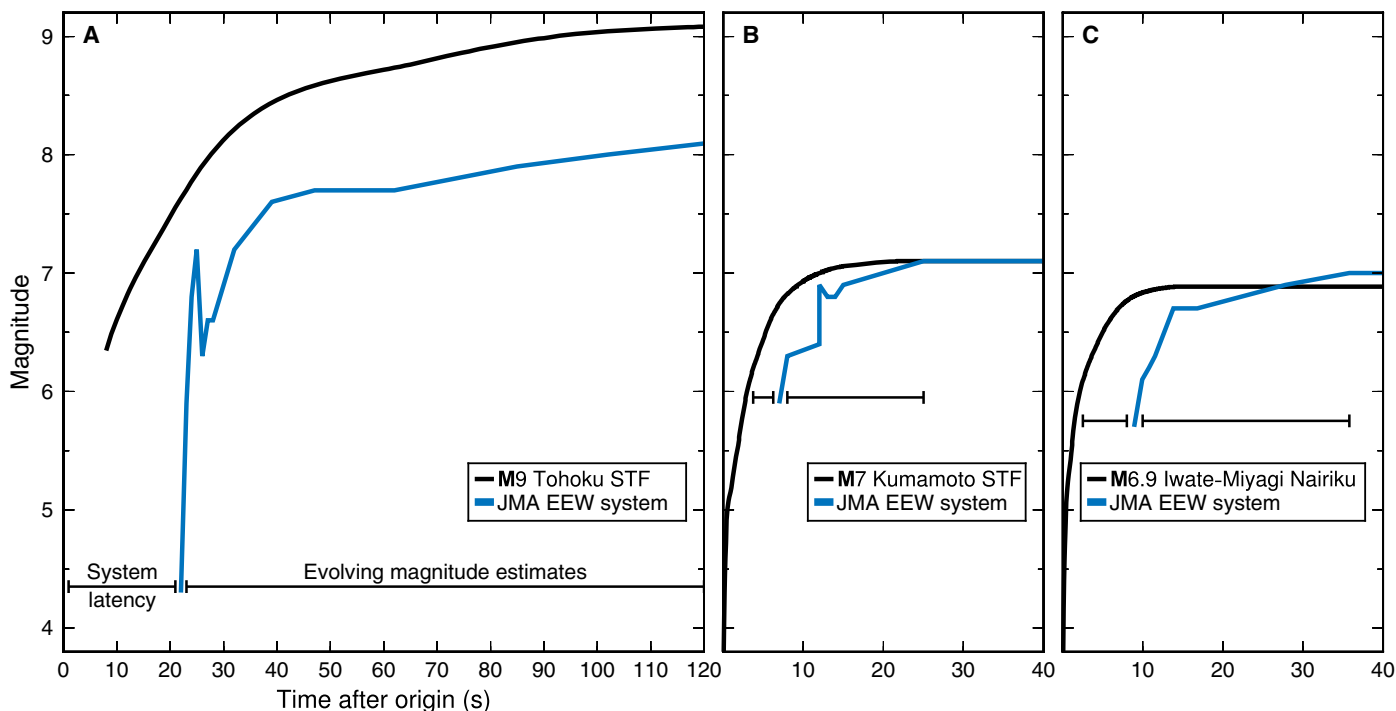 A
B
C
9
8
7
6
5
4
Magnitude
M9 Tohoku STF
JMA EEW system
M7 Kumamoto STF
JMA EEW system
M6.9 Iwate-Miyagi Nairiku
JMA EEW system
System
latency
Evolving magnitude estimates
0 10 20 30 40 50 60 70 80 90 100 110 120
10 20 30 40
10 20 30 40
Time after origin (s)